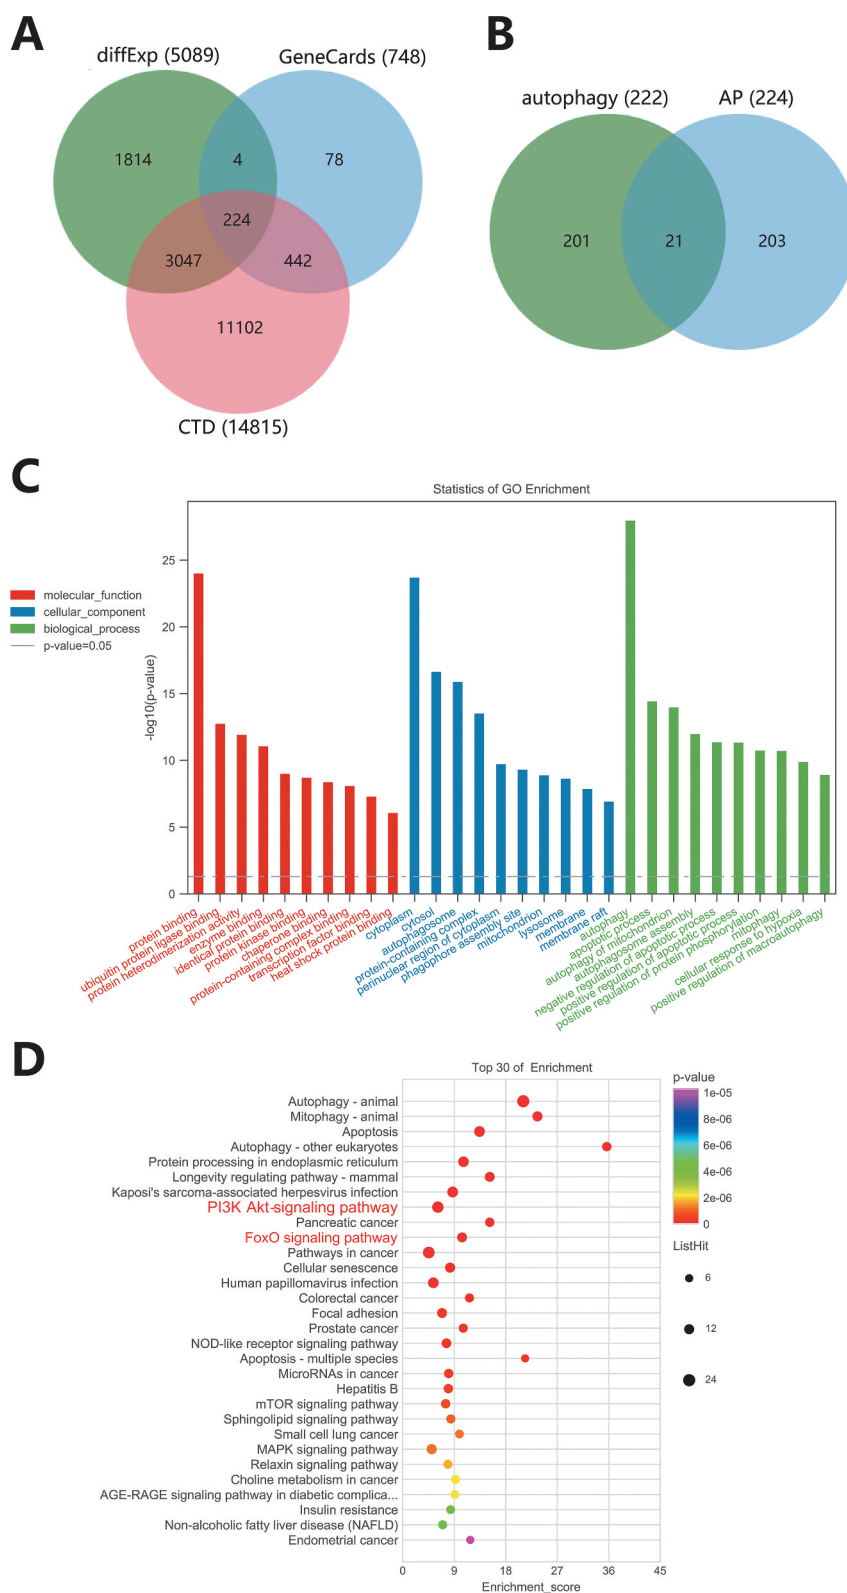 A
diffExp (5089)
GeneCards (748)
1814
4
78
224
3047
442
11102
CTD (14815)
B
autophagy (222)
AP (224)
201
21
203
C
Statistics of GO Enrichment
molecular_function
cellular_component
biological_process
p-value=0.05
-log10(p-value)
25
20
15
10
5
0
protein binding
ubiquitin protein ligase binding
protein heterodimerization activity
enzyme binding
identical protein binding
protein kinase binding
chaperone binding
protein-containing complex binding
transcription factor binding
heat shock protein binding
cytoplasm
cytosol
autophagosome
protein-containing complex
perinuclear region of cytoplasm
phagophore assembly site
mitochondrion
lysosome
membrane
membrane raft
autophagy
apoptotic process
autophagy of mitochondrion
autophagosome assembly
negative regulation of apoptotic process
positive regulation of apoptotic process
positive regulation of protein phosphorylation
mitophagy
cellular response to hypoxia
positive regulation of macroautophagy
D
Top 30 of Enrichment
Autophagy - animal
Mitophagy - animal
Apoptosis
Autophagy - other eukaryotes
Protein processing in endoplasmic reticulum
Longevity regulating pathway - mammal
Kaposi's sarcoma-associated herpesvirus infection
PI3K Akt-signaling pathway
Pancreatic cancer
FoxO signaling pathway
Pathways in cancer
Cellular senescence
Human papillomavirus infection
Colorectal cancer
Focal adhesion
Prostate cancer
NOD-like receptor signaling pathway
Apoptosis - multiple species
MicroRNAs in cancer
Hepatitis B
mTOR signaling pathway
Sphingolipid signaling pathway
Small cell lung cancer
MAPK signaling pathway
Relaxin signaling pathway
Choline metabolism in cancer
AGE-RAGE signaling pathway in diabetic complica...
Insulin resistance
Non-alcoholic fatty liver disease (NAFLD)
Endometrial cancer
0 9 18 27 36 45
Enrichment_score
p-value
1e-05
8e-06
6e-06
4e-06
2e-06
0
ListHit
6
12
24